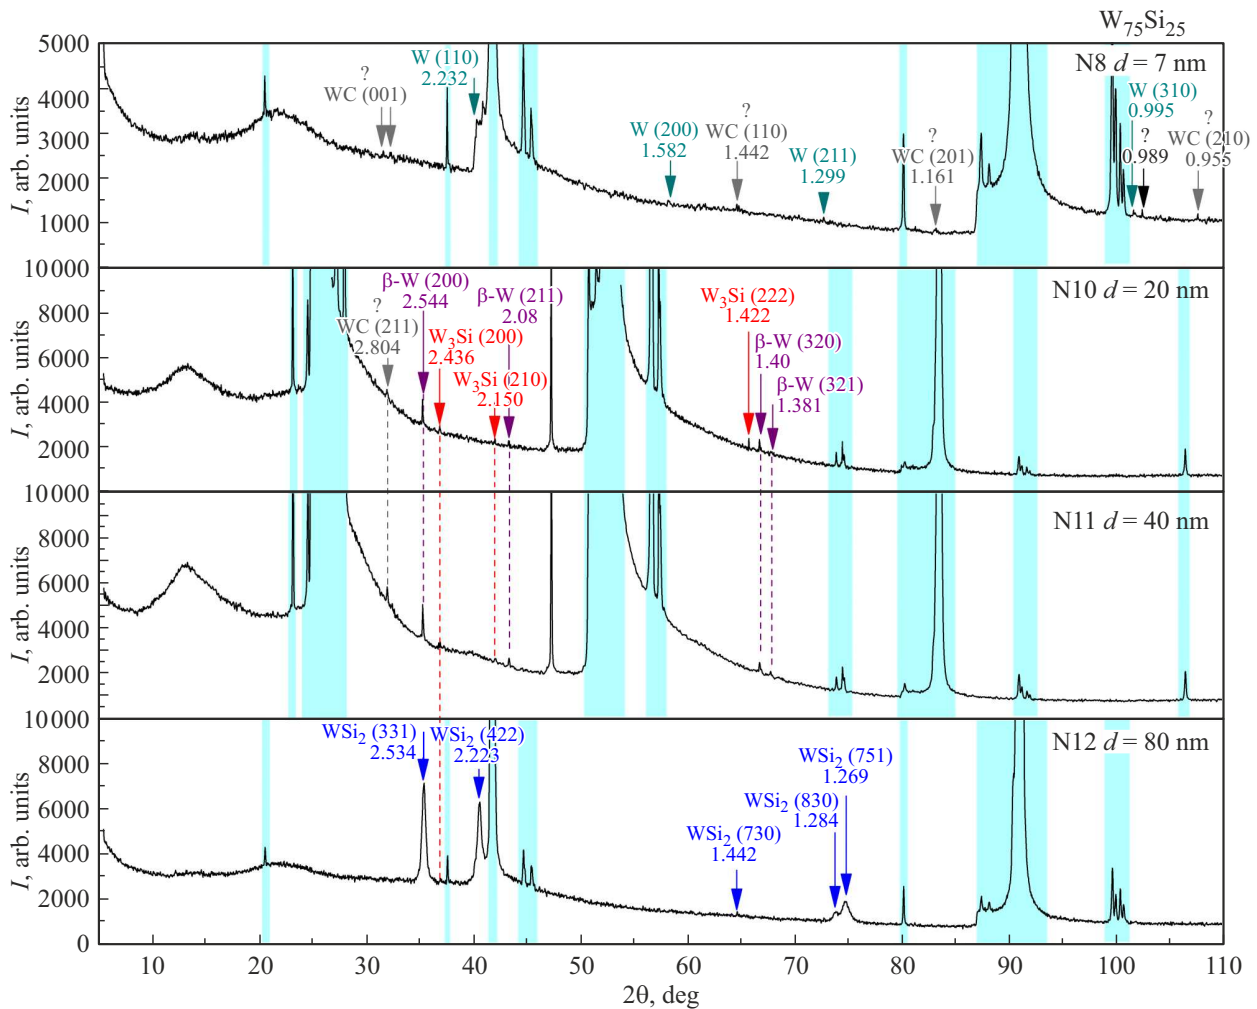 W75Si25
5000
4000
3000
2000
1000
I, arb. units
N8 d = 7 nm
?
WC (001)
W (110)
2.232
W (200)
1.582
?
WC (110)
1.442
W (211)
1.299
?
WC (201)
1.161
W (310)
0.995
?
0.989
?
WC (210)
0.955
10000
8000
6000
4000
2000
I, arb. units
N10 d = 20 nm
?
WC (211)
2.804
β-W (200)
2.544
W3Si (200)
2.436
W3Si (210)
2.150
β-W (211)
2.08
W3Si (222)
1.422
β-W (320)
1.40
β-W (321)
1.381
10000
8000
6000
4000
2000
I, arb. units
N11 d = 40 nm
10000
8000
6000
4000
2000
0
I, arb. units
N12 d = 80 nm
WSi2 (331)
2.534
WSi2 (422)
2.223
WSi2 (730)
1.442
WSi2 (830)
1.284
WSi2 (751)
1.269
10 20 30 40 50 60 70 80 90 100 110
2θ, deg